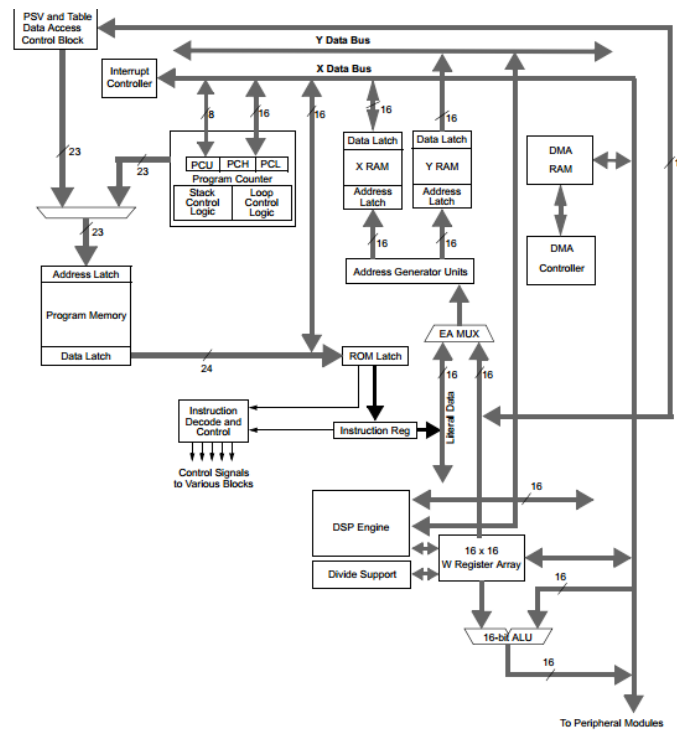 PSV and Table
Data Access
Control Block
Y Data Bus
Interrupt
Controller
X Data Bus
8
16
16
16
16
Data Latch
X RAM
Address
Latch
Data Latch
Y RAM
Address
Latch
DMA
RAM
DMA
Controller
23
23
PCU
PCH
PCL
Program Counter
Stack
Control
Logic
Loop
Control
Logic
23
16
16
Address Generator Units
Address Latch
Program Memory
Data Latch
24
ROM Latch
EA MUX
16
16
Literal Data
Instruction
Decode and
Control
Instruction Reg
Control Signals
to Various Blocks
16
DSP Engine
Divide Support
16 x 16
W Register Array
16
16-bit ALU
16
To Peripheral Modules